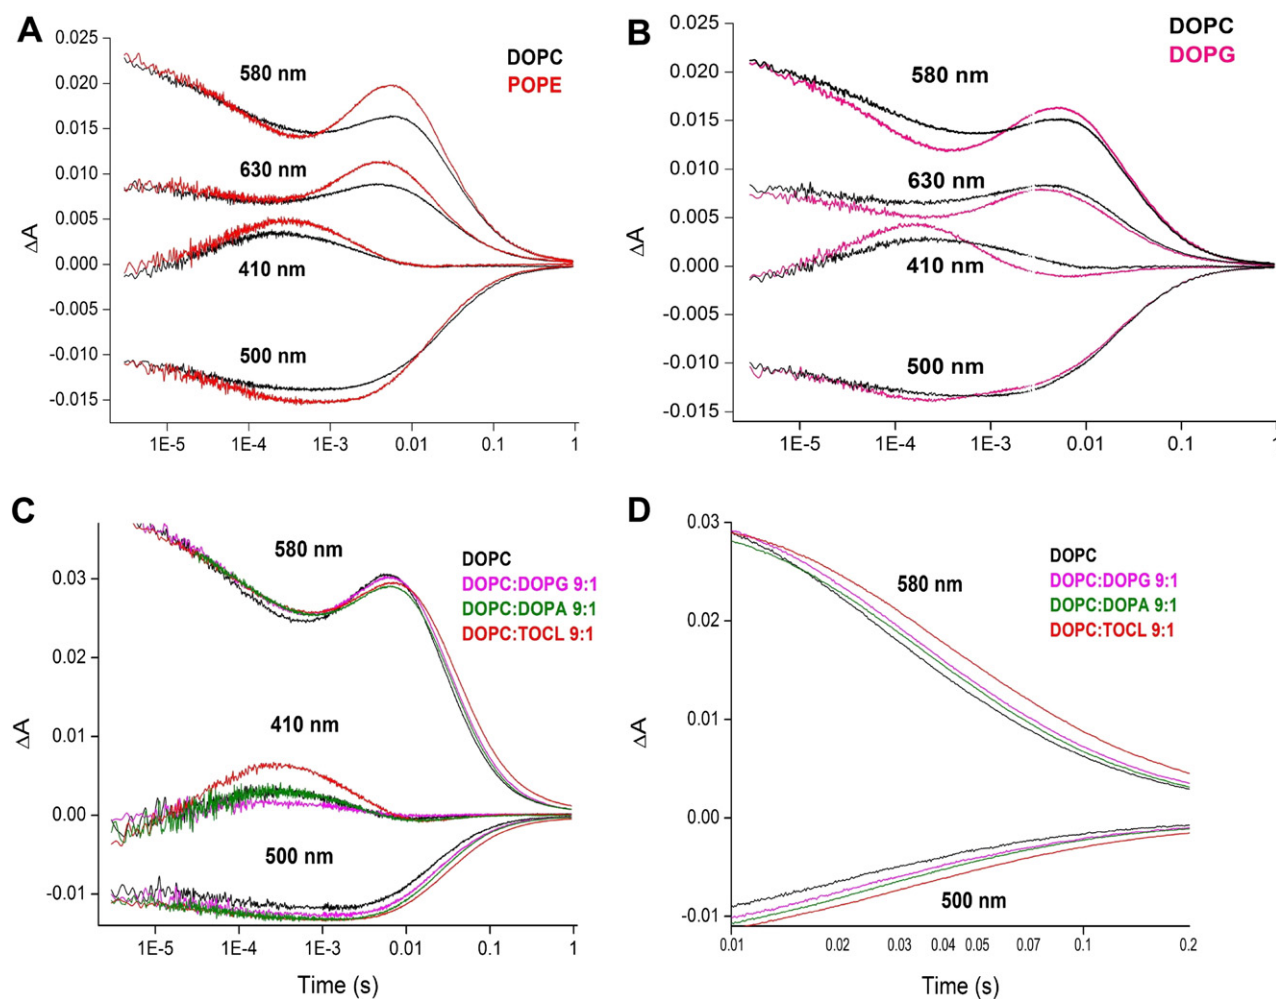 A
DOPC
POPE
580 nm
630 nm
410 nm
500 nm
ΔA
0.025
0.020
0.015
0.010
0.005
0.000
-0.005
-0.010
-0.015
1E-5 1E-4 1E-3 0.01 0.1 1
B
DOPC
DOPG
580 nm
630 nm
410 nm
500 nm
ΔA
0.025
0.020
0.015
0.010
0.005
0.000
-0.005
-0.010
-0.015
1E-5 1E-4 1E-3 0.01 0.1 1
C
580 nm
DOPC
DOPC:DOPG 9:1
DOPC:DOPA 9:1
DOPC:TOCL 9:1
410 nm
500 nm
ΔA
0.03
0.02
0.01
0.00
-0.01
1E-5 1E-4 1E-3 0.01 0.1 1
Time (s)
D
DOPC
DOPC:DOPG 9:1
DOPC:DOPA 9:1
DOPC:TOCL 9:1
580 nm
500 nm
ΔA
0.03
0.02
0.01
0.00
-0.01
0.01 0.02 0.03 0.04 0.05 0.07 0.1 0.2
Time (s)